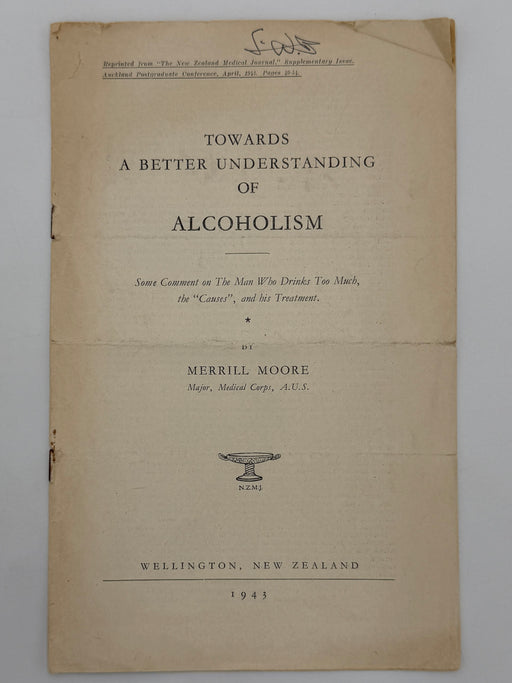 Reprinted from "The New Zealand Medical Journal," Supplementary Issue.
Auckland Postgraduate Conference, April, 1943. Pages
TOWARDS
A BETTER UNDERSTANDING
OF
ALCOHOLISM
Some Comment on The Man Who Drinks Too Much,
the "Causes", and his Treatment.
★
BY
MERRILL MOORE
Major, Medical Corps, A.U.S.
N.Z.M.J.
WELLINGTON, NEW ZEALAND
1943